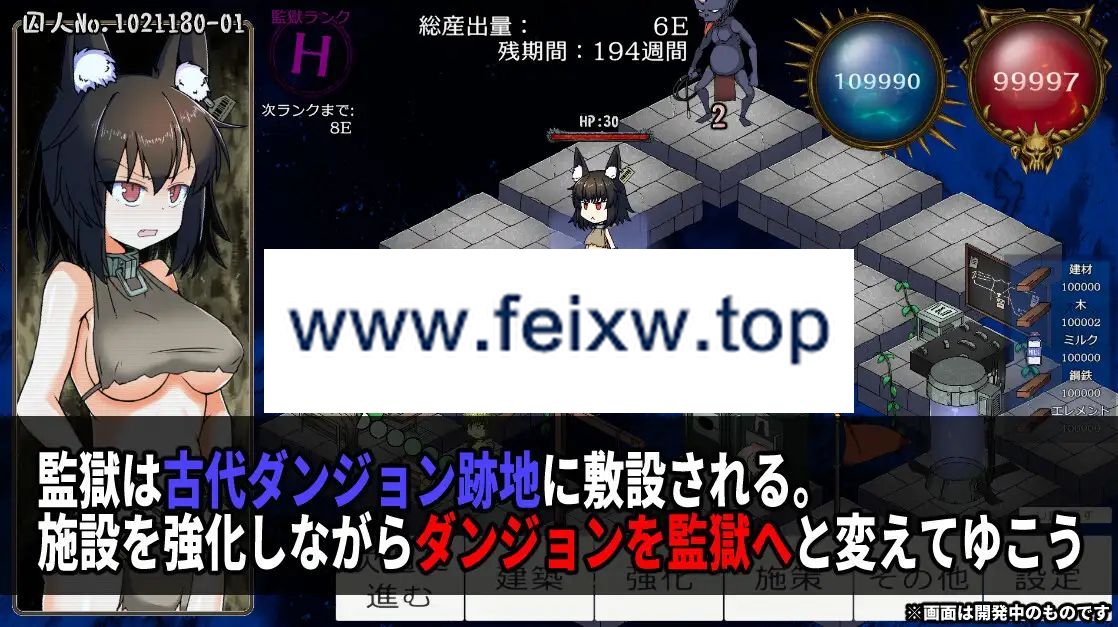 囚人No.1021180-01
監獄ランク
H
次ランクまで:
8E
総産出量： 6E
残期間：194週間
2
109990
99997
HP:30
建材
100000
木
100002
ミルク
100000
鋼鉄
100000
エレメント
100000
MILK
www.feixw.top
監獄は古代ダンジョン跡地に敷設される。
施設を強化しながらダンジョンを監獄へと変えてゆこう
進む
建築
強化
施策
その他
設定
※画面は開発中のものです